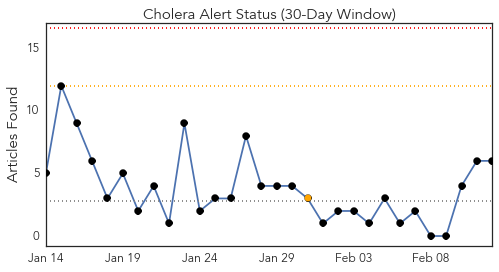 Cholera Alert Status (30-Day Window)
Articles Found
15
10
5
0
Jan 14 Jan 19 Jan 24 Jan 29 Feb 03 Feb 08